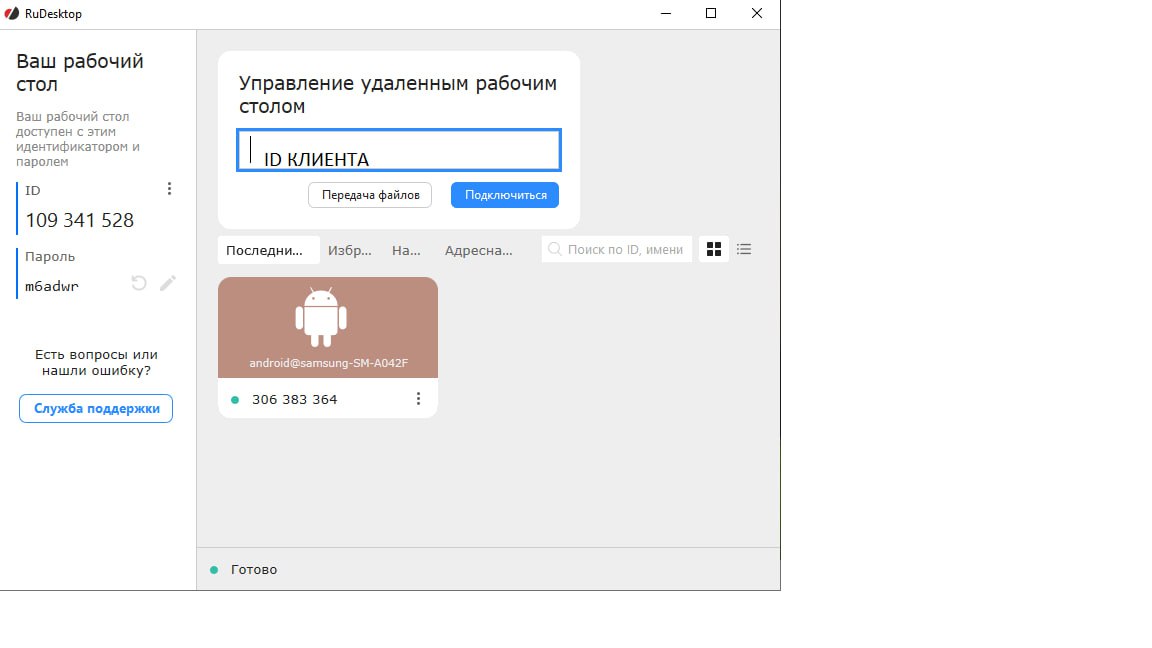 RuDesktop
Ваш рабочий
стол
Ваш рабочий стол
доступен с этим
идентификатором и
паролем
ID
109 341 528
Пароль
m6adwr
Есть вопросы или
нашли ошибку?
Служба поддержки
Управление удаленным рабочим
столом
ID КЛИЕНТА
Передача файлов
Подключиться
Последни...
Избр...
На...
Адресна...
Поиск по ID, имени
android@samsung-SM-A042F
306 383 364
Готово